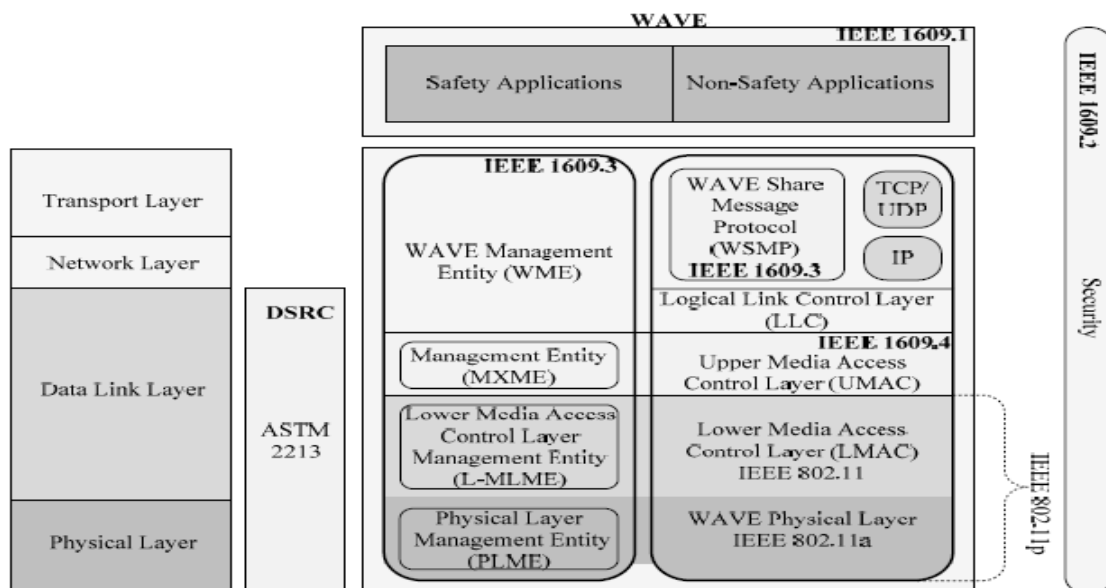 WAVE
IEEE 1609.1
Safety Applications
Non-Safety Applications
IEEE 1609.2
Security
Transport Layer
Network Layer
Data Link Layer
Physical Layer
DSRC
ASTM
2213
IEEE 1609.3
WAVE Management
Entity (WME)
Management Entity
(MXME)
Lower Media Access
Control Layer
Management Entity
(L-MLME)
Physical Layer
Management Entity
(PLME)
WAVE Share
Message
Protocol
(WSMP)
IEEE 1609.3
TCP/
UDP
IP
Logical Link Control Layer
(LLC)
IEEE 1609.4
Upper Media Access
Control Layer (UMAC)
Lower Media Access
Control Layer (LMAC)
IEEE 802.11
WAVE Physical Layer
IEEE 802.11a
IEEE 802.11p